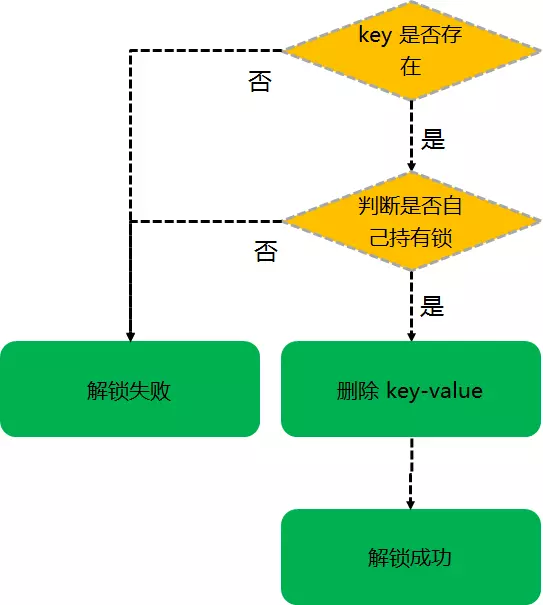 key 是否存
在
否
是
判断是否自
己持有锁
否
是
解锁失败
删除 key-value
解锁成功